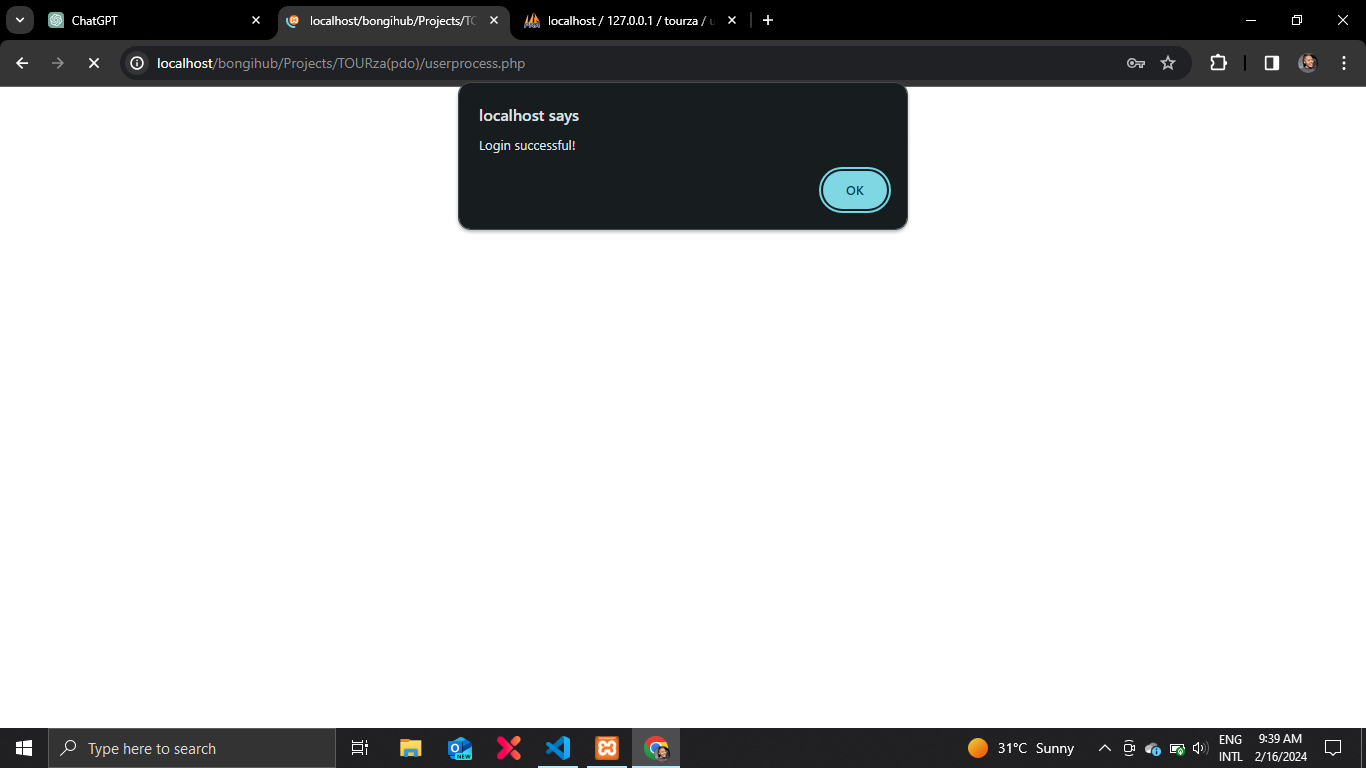 ChatGPT
localhost/bongihub/Projects/TO
localhost / 127.0.0.1 / tourza / u
localhost/bongihub/Projects/TOURza(pdo)/userprocess.php
localhost says
Login successful!
OK
Type here to search
NEW
31°C Sunny
ENG
INTL
9:39 AM
2/16/2024